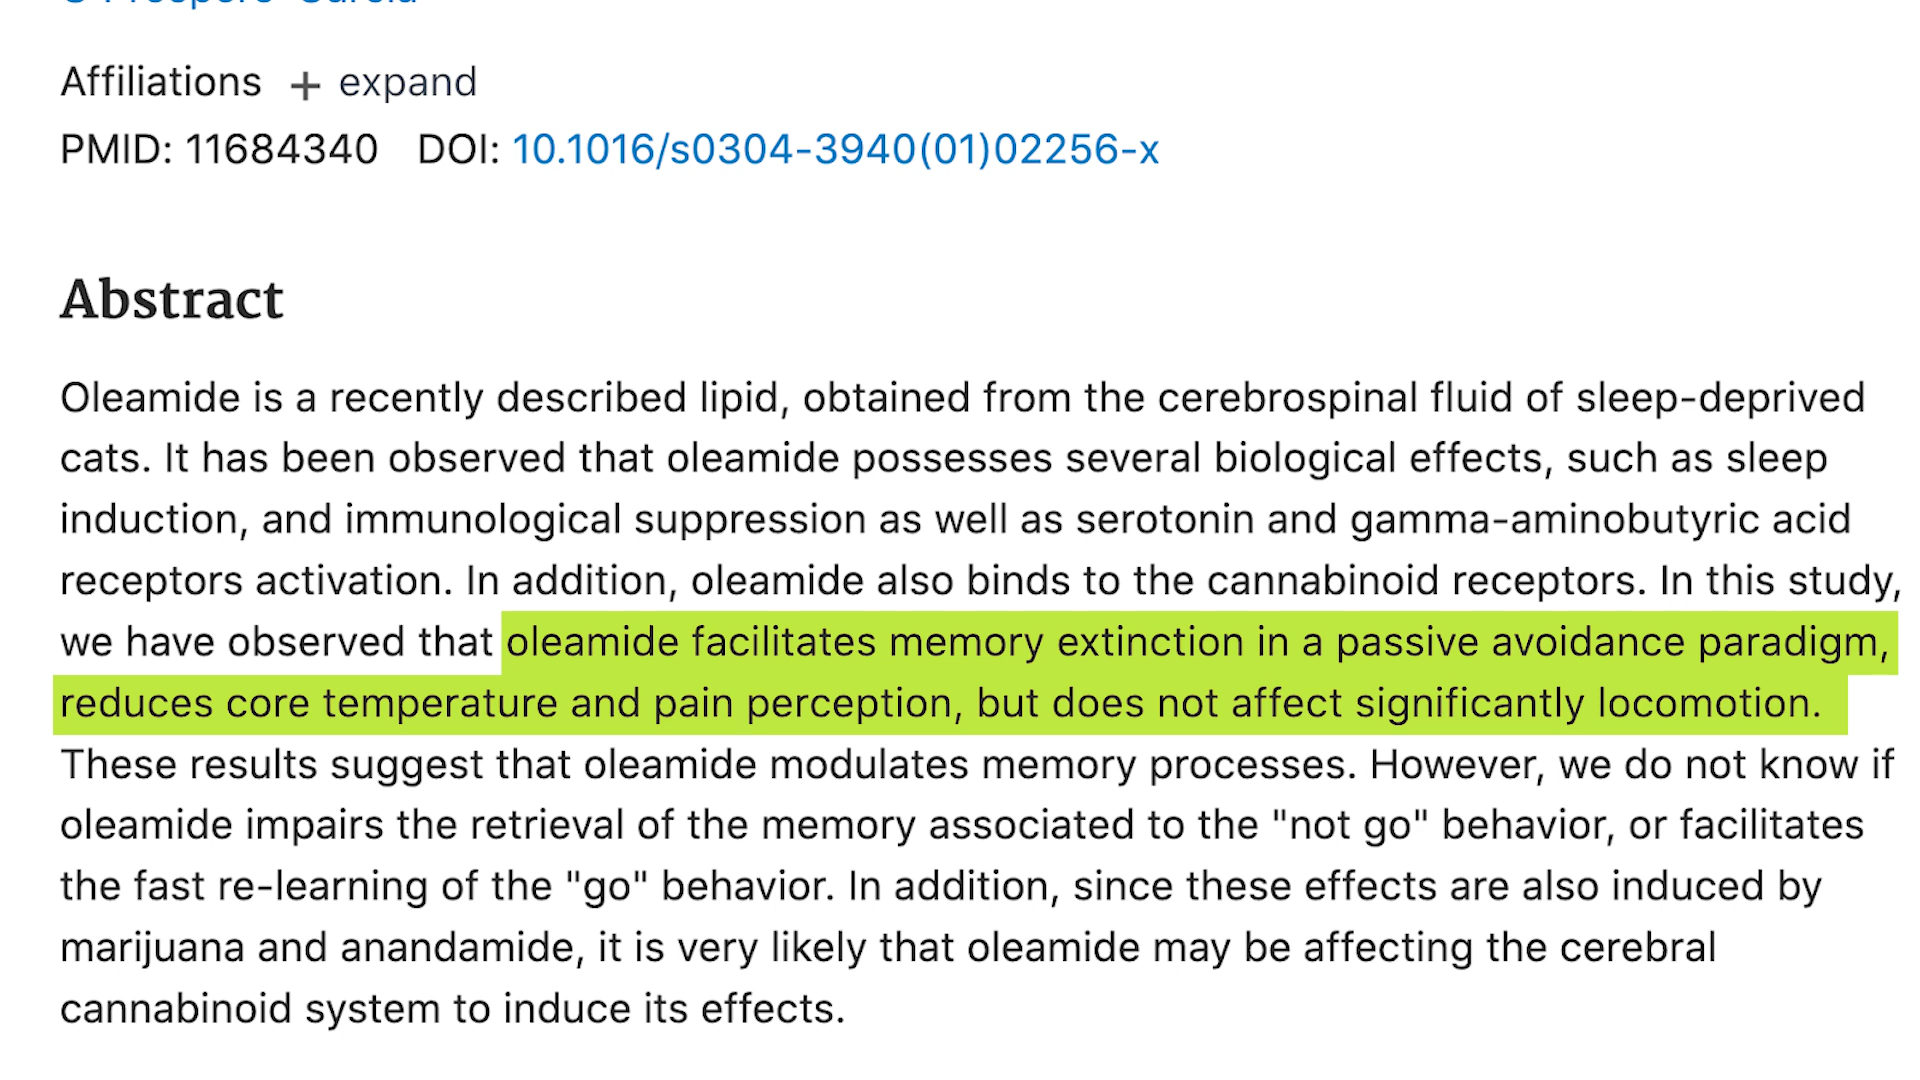 Affiliations + expand
PMID: 11684340 DOI: 10.1016/s0304-3940(01)02256-x
Abstract
Oleamide is a recently described lipid, obtained from the cerebrospinal fluid of sleep-deprived
cats. It has been observed that oleamide possesses several biological effects, such as sleep
induction, and immunological suppression as well as serotonin and gamma-aminobutyric acid
receptors activation. In addition, oleamide also binds to the cannabinoid receptors. In this study,
we have observed that oleamide facilitates memory extinction in a passive avoidance paradigm,
reduces core temperature and pain perception, but does not affect significantly locomotion.
These results suggest that oleamide modulates memory processes. However, we do not know if
oleamide impairs the retrieval of the memory associated to the "not go" behavior, or facilitates
the fast re-learning of the "go" behavior. In addition, since these effects are also induced by
marijuana and anandamide, it is very likely that oleamide may be affecting the cerebral
cannabinoid system to induce its effects.